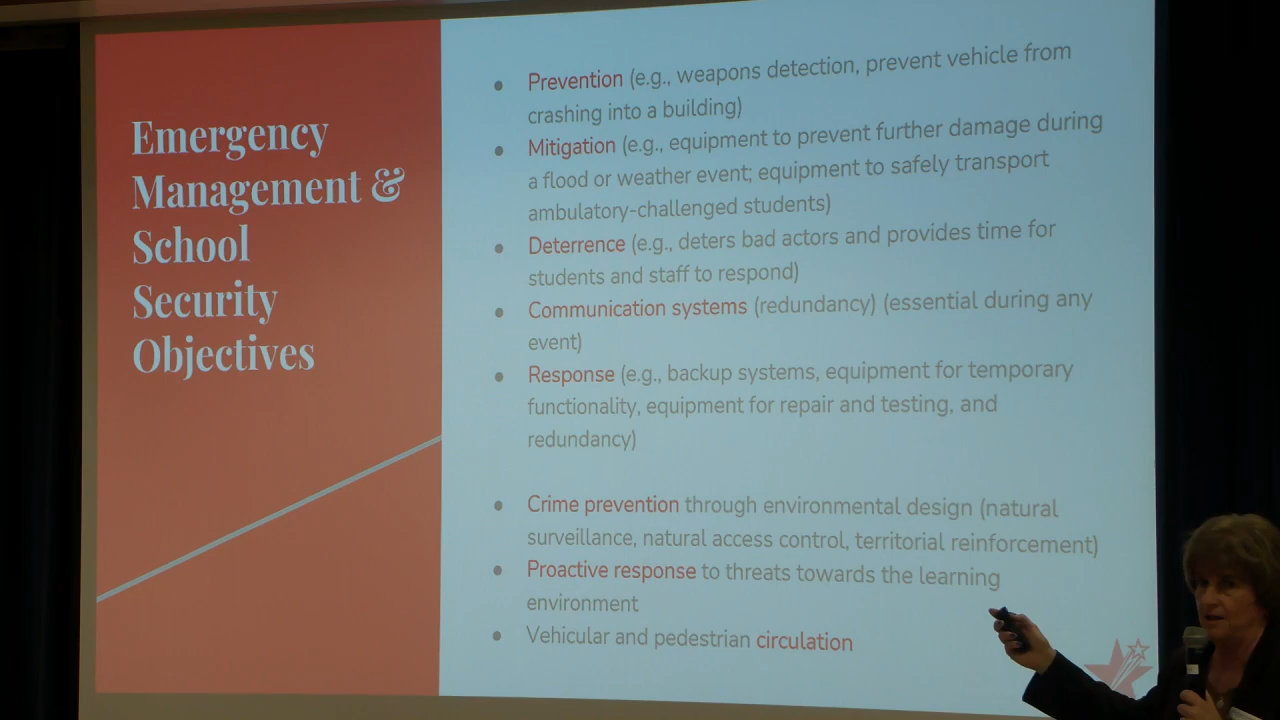 Emergency
Management &
School
Security
Objectives
• Prevention (e.g., weapons detection, prevent vehicle from
crashing into a building)
• Mitigation (e.g., equipment to prevent further damage during
a flood or weather event; equipment to safely transport
ambulatory-challenged students)
• Deterrence (e.g., deters bad actors and provides time for
students and staff to respond)
• Communication systems (redundancy) (essential during any
event)
• Response (e.g., backup systems, equipment for temporary
functionality, equipment for repair and testing, and
redundancy)
• Crime prevention through environmental design (natural
surveillance, natural access control, territorial reinforcement)
• Proactive response to threats towards the learning
environment
• Vehicular and pedestrian circulation